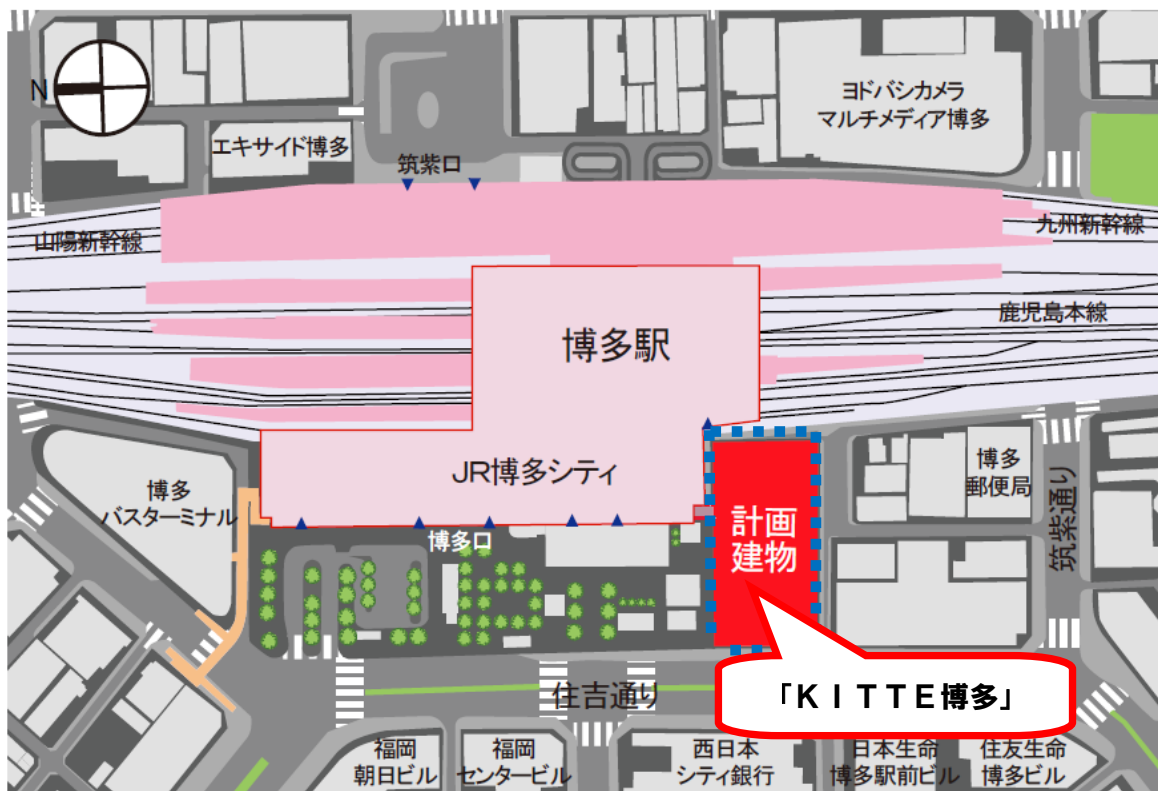 N
エキサイド博多
筑紫口
ヨドバシカメラ
マルチメディア博多
山陽新幹線
九州新幹線
鹿児島本線
博多駅
JR博多シティ
博多
バスターミナル
博多口
計画
建物
博多
郵便局
筑紫通り
住吉通り
「ＫＩＴＴＥ博多」
福岡
朝日ビル
福岡
センタービル
西日本
シティ銀行
日本生命
博多駅前ビル
住友生命
博多ビル